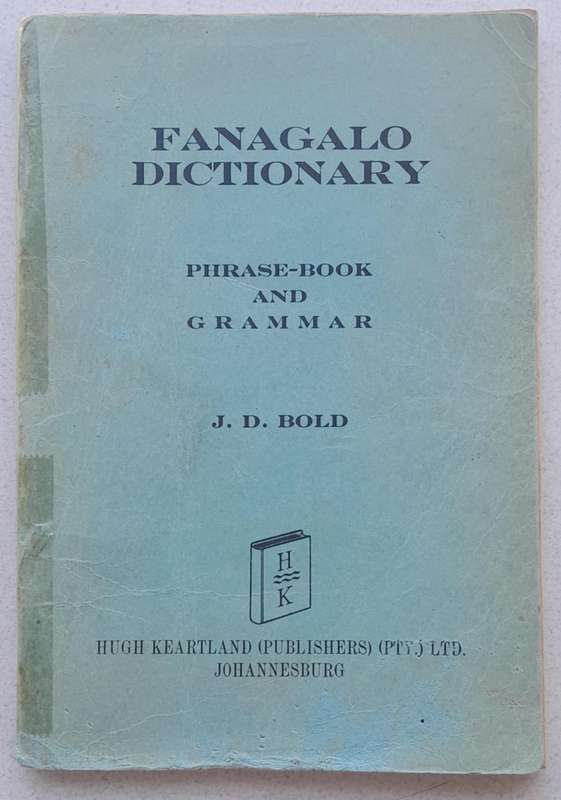 FANAGALO
DICTIONARY
PHRASE-BOOK
AND
GRAMMAR
J. D. BOLD
H
K
HUGH KEARTLAND (PUBLISHERS) (PTY.) LTD.
JOHANNESBURG